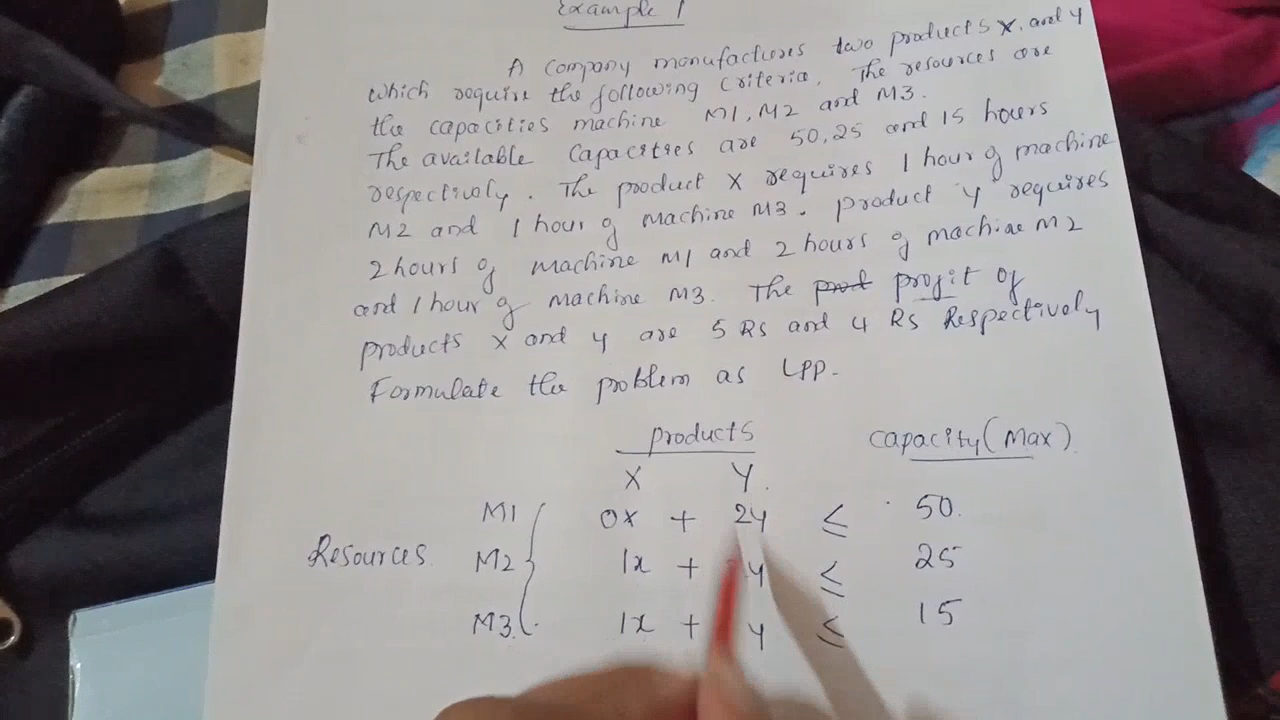 Example 1
A company manufactures two products X, and Y
which require the following criteria. The resources are
the capacities machine M1, M2 and M3.
The available capacities are 50, 25 and 15 hours
respectively. The product X requires 1 hour of machine
M2 and 1 hour of machine M3. product Y requires
2 hours of machine M1 and 2 hours of machine M2
and 1 hour of machine M3. The profit of
products X and Y are 5 RS and 4 RS Respectively
Formulate the problem as LPP.
products capacity (Max)
X Y
M1 0x + 2y ≤ 50
Resources M2 1x + y ≤ 25
M3 1x + y ≤ 15